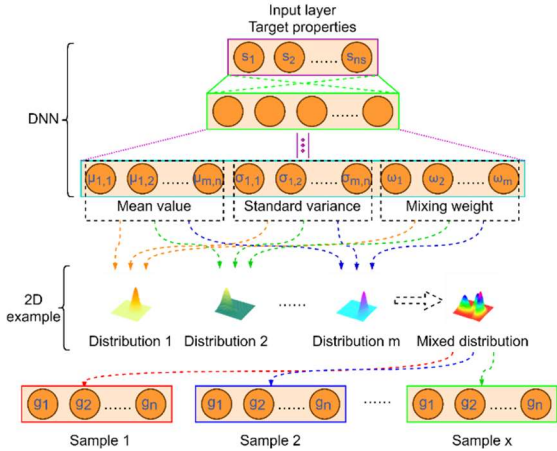 Input layer
Target properties
s1 s2 ...... sns
DNN
μ1,1 μ1,2 ...... μm,n σ1,1 σ1,2 ...... σm,n ω1 ω2 ...... ωm
Mean value Standard variance Mixing weight
2D
example
......
Distribution 1 Distribution 2 Distribution m Mixed distribution
g1 g2 ...... gn g1 g2 ...... gn ...... g1 g2 ...... gn
Sample 1 Sample 2 Sample x